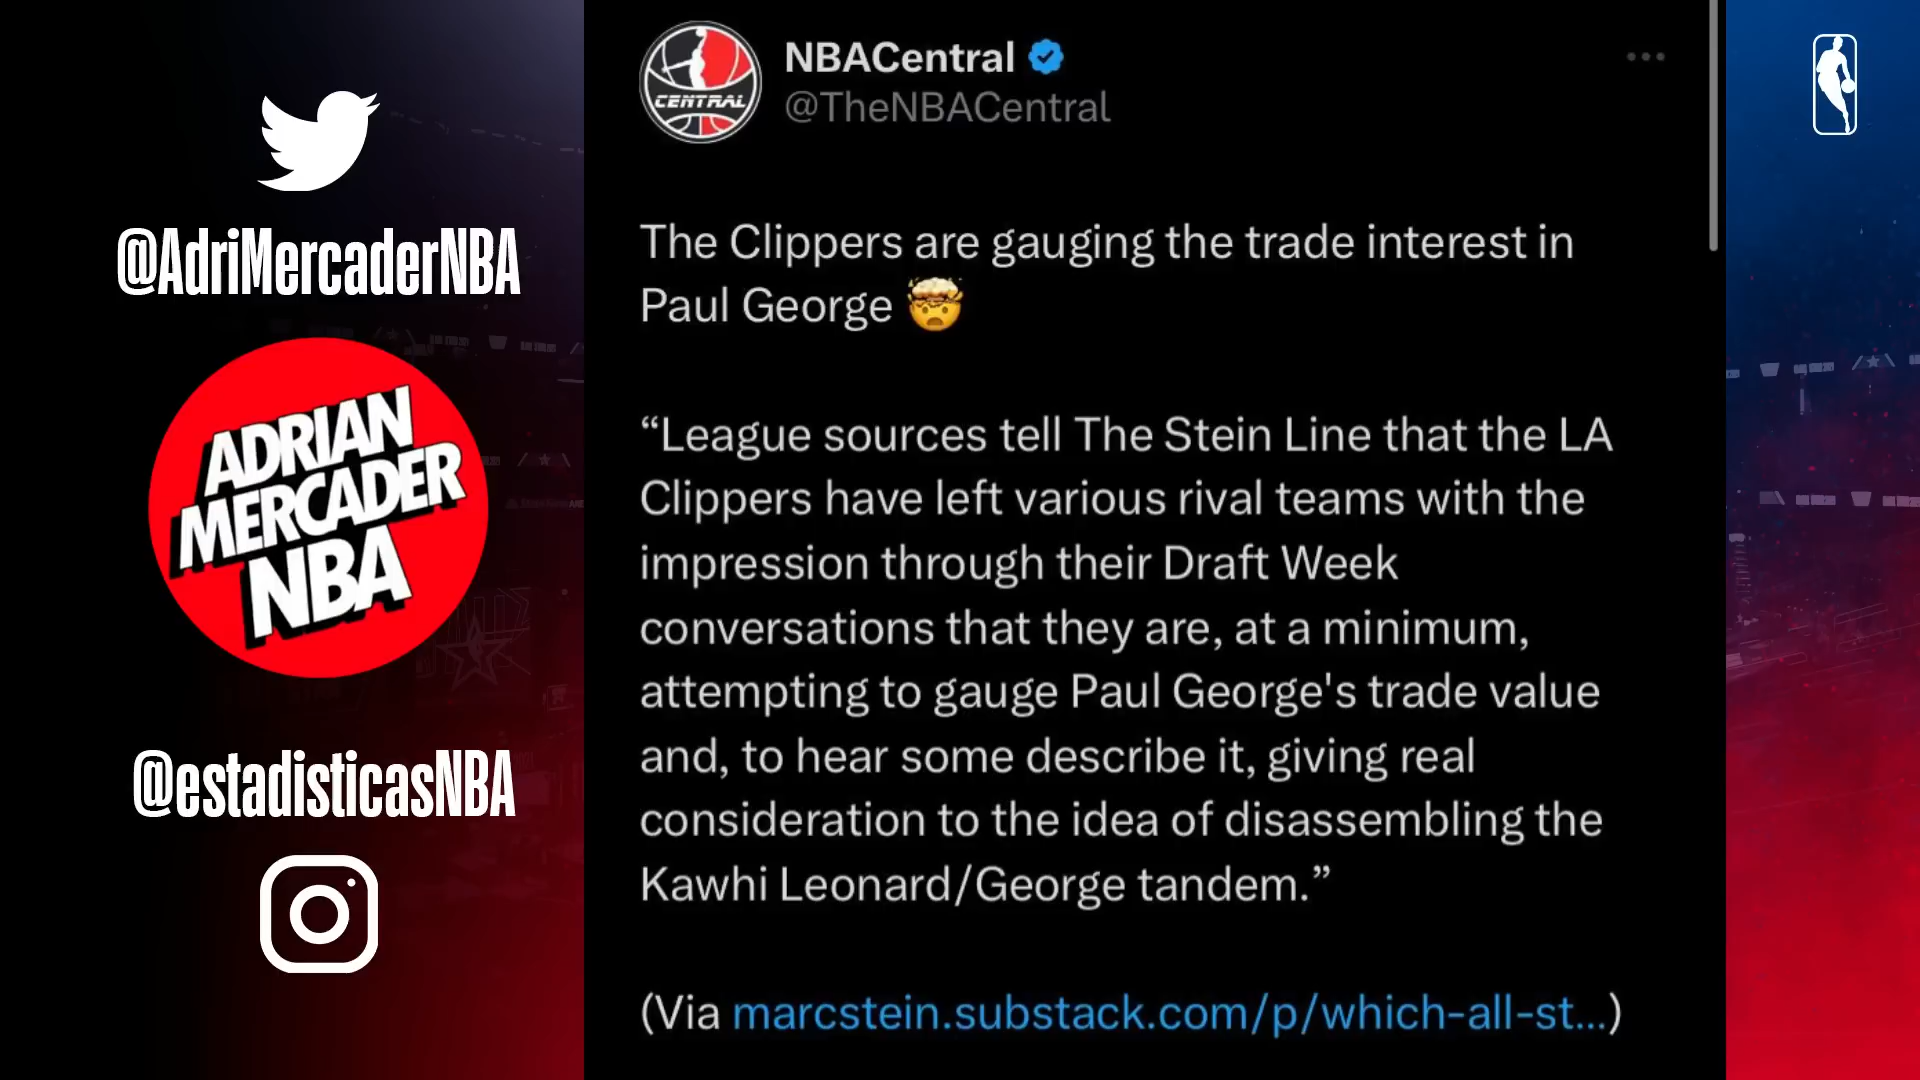 @AdriMercaderNBA
ADRIAN
MERCADER
NBA
@estadisticasNBA
CENTRAL
NBACentral
@TheNBACentral
The Clippers are gauging the trade interest in
Paul George 🤯
“League sources tell The Stein Line that the LA
Clippers have left various rival teams with the
impression through their Draft Week
conversations that they are, at a minimum,
attempting to gauge Paul George's trade value
and, to hear some describe it, giving real
consideration to the idea of disassembling the
Kawhi Leonard/George tandem.”
(Via marcstein.substack.com/p/which-all-st...)